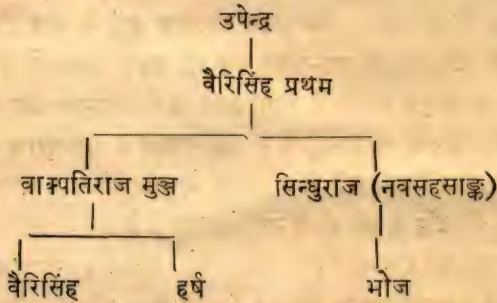 उपेन्द्र
वैरिसिंह प्रथम
वाक्पतिराज मुञ्ज सिन्धुराज (नवसहसाङ्क)
वैरिसिंह हर्ष भोज